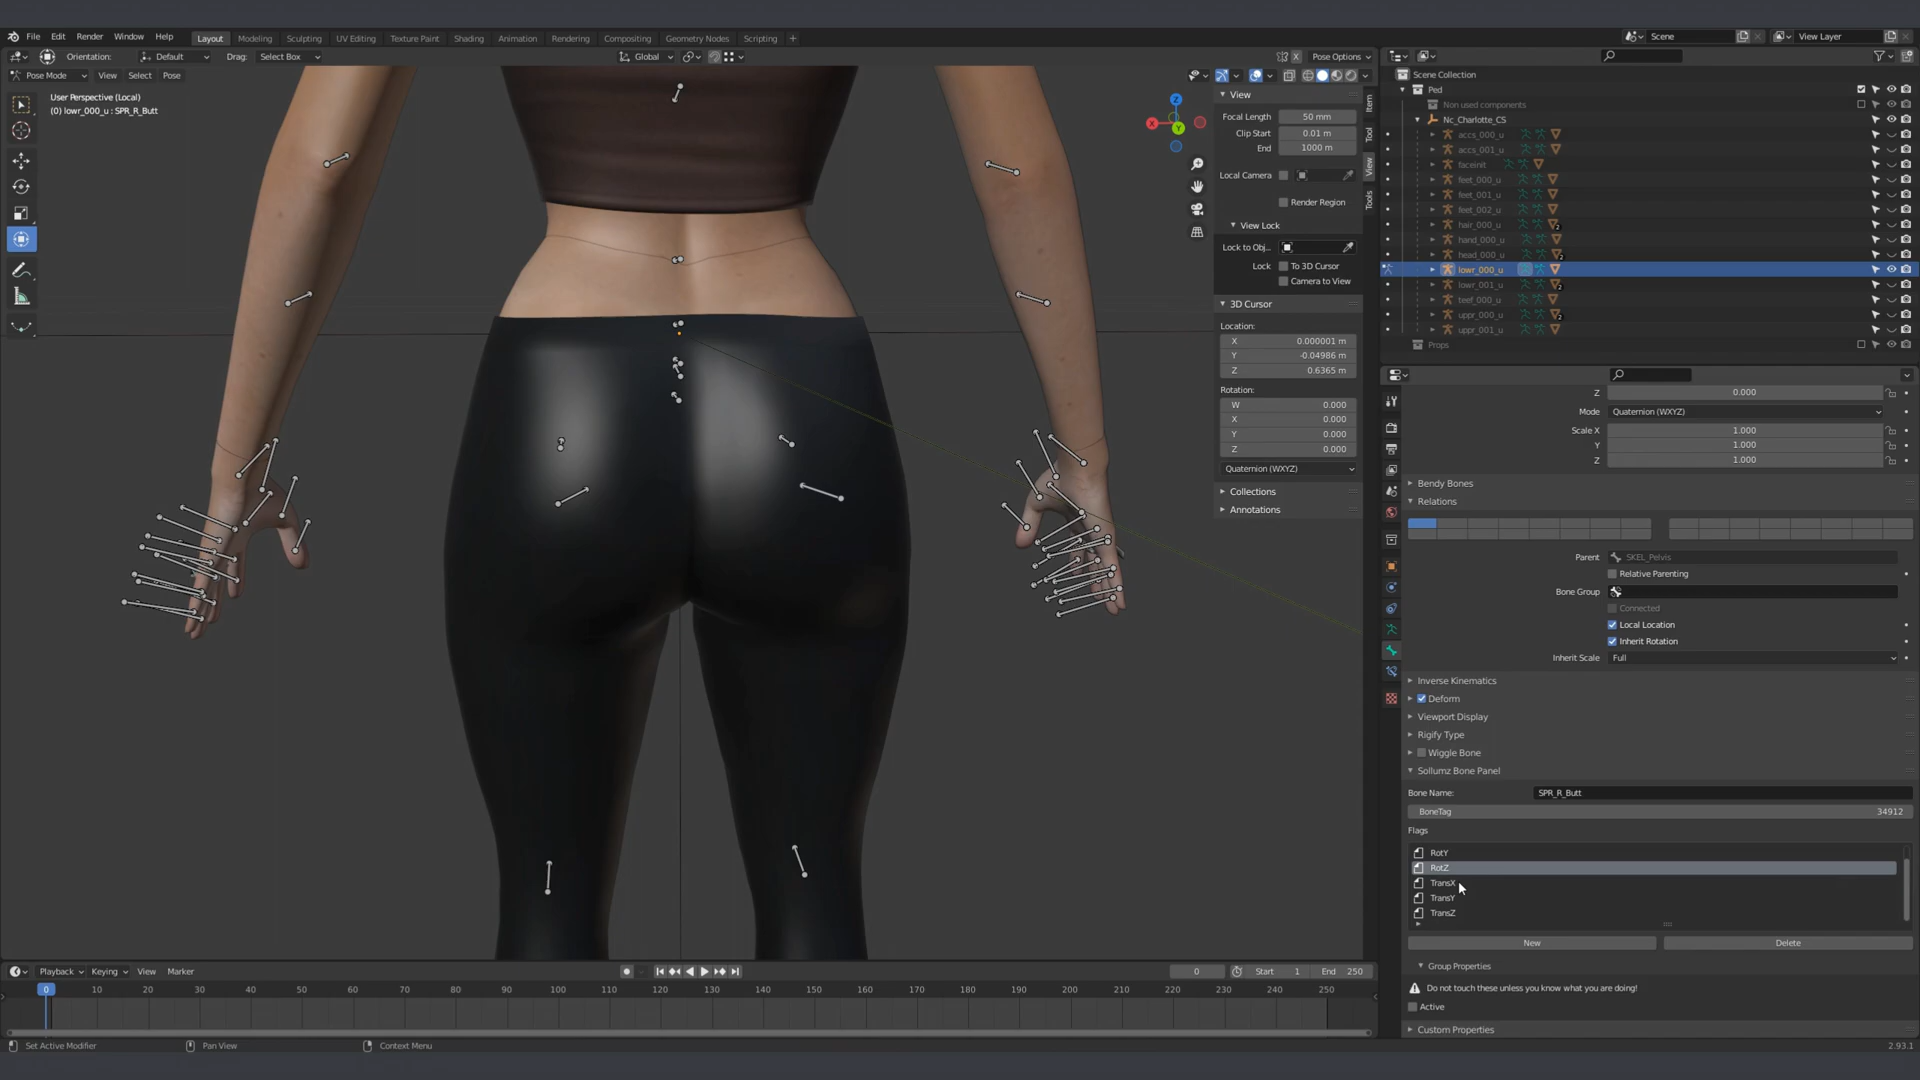 File Edit Render Window Help Layout Modeling Sculpting UV Editing Texture Paint Shading Animation Rendering Compositing Geometry Nodes Scripting + Scene View Layer
Orientation: Default Drag: Select Box Global Pose Options
Pose Mode View Select Pose
User Perspective (Local)
(0) lowr_000_u : SPR_R_Butt
Z
X
Y
View
Focal Length 50 mm
Clip Start 0.01 m
End 1000 m
Local Camera
Render Region
View Lock
Lock to Obj...
Lock To 3D Cursor
Camera to View
3D Cursor
Location:
X 0.000001 m
Y -0.04986 m
Z 0.6365 m
Rotation:
W 0.000
X 0.000
Y 0.000
Z 0.000
Quaternion (WXYZ)
Collections
Annotations
Item
Tool
View
Tools
Scene Collection
Ped
Non used components
Nc_Charlotte_CS
accs_000_u
accs_001_u
faceinit
feet_000_u
feet_001_u
feet_002_u
hair_000_u 2
hand_000_u
head_000_u 2
lowr_000_u
lowr_001_u 2
teef_000_u
uppr_000_u 2
uppr_001_u
Props
Z 0.000
Mode Quaternion (WXYZ)
Scale X 1.000
Y 1.000
Z 1.000
Bendy Bones
Relations
Parent SKEL_Pelvis
Relative Parenting
Bone Group
Connected
Local Location
Inherit Rotation
Inherit Scale Full
Inverse Kinematics
Deform
Viewport Display
Rigify Type
Wiggle Bone
Sollumz Bone Panel
Bone Name: SPR_R_Butt
BoneTag 34912
Flags
RotY
RotZ
TransX
TransY
TransZ
New Delete
Group Properties
Do not touch these unless you know what you are doing!
Active
Custom Properties
Playback Keying View Marker 0 Start 1 End 250
0 10 20 30 40 50 60 70 80 90 100 110 120 130 140 150 160 170 180 190 200 210 220 230 240 250
Set Active Modifier Pan View Context Menu 2.93.1